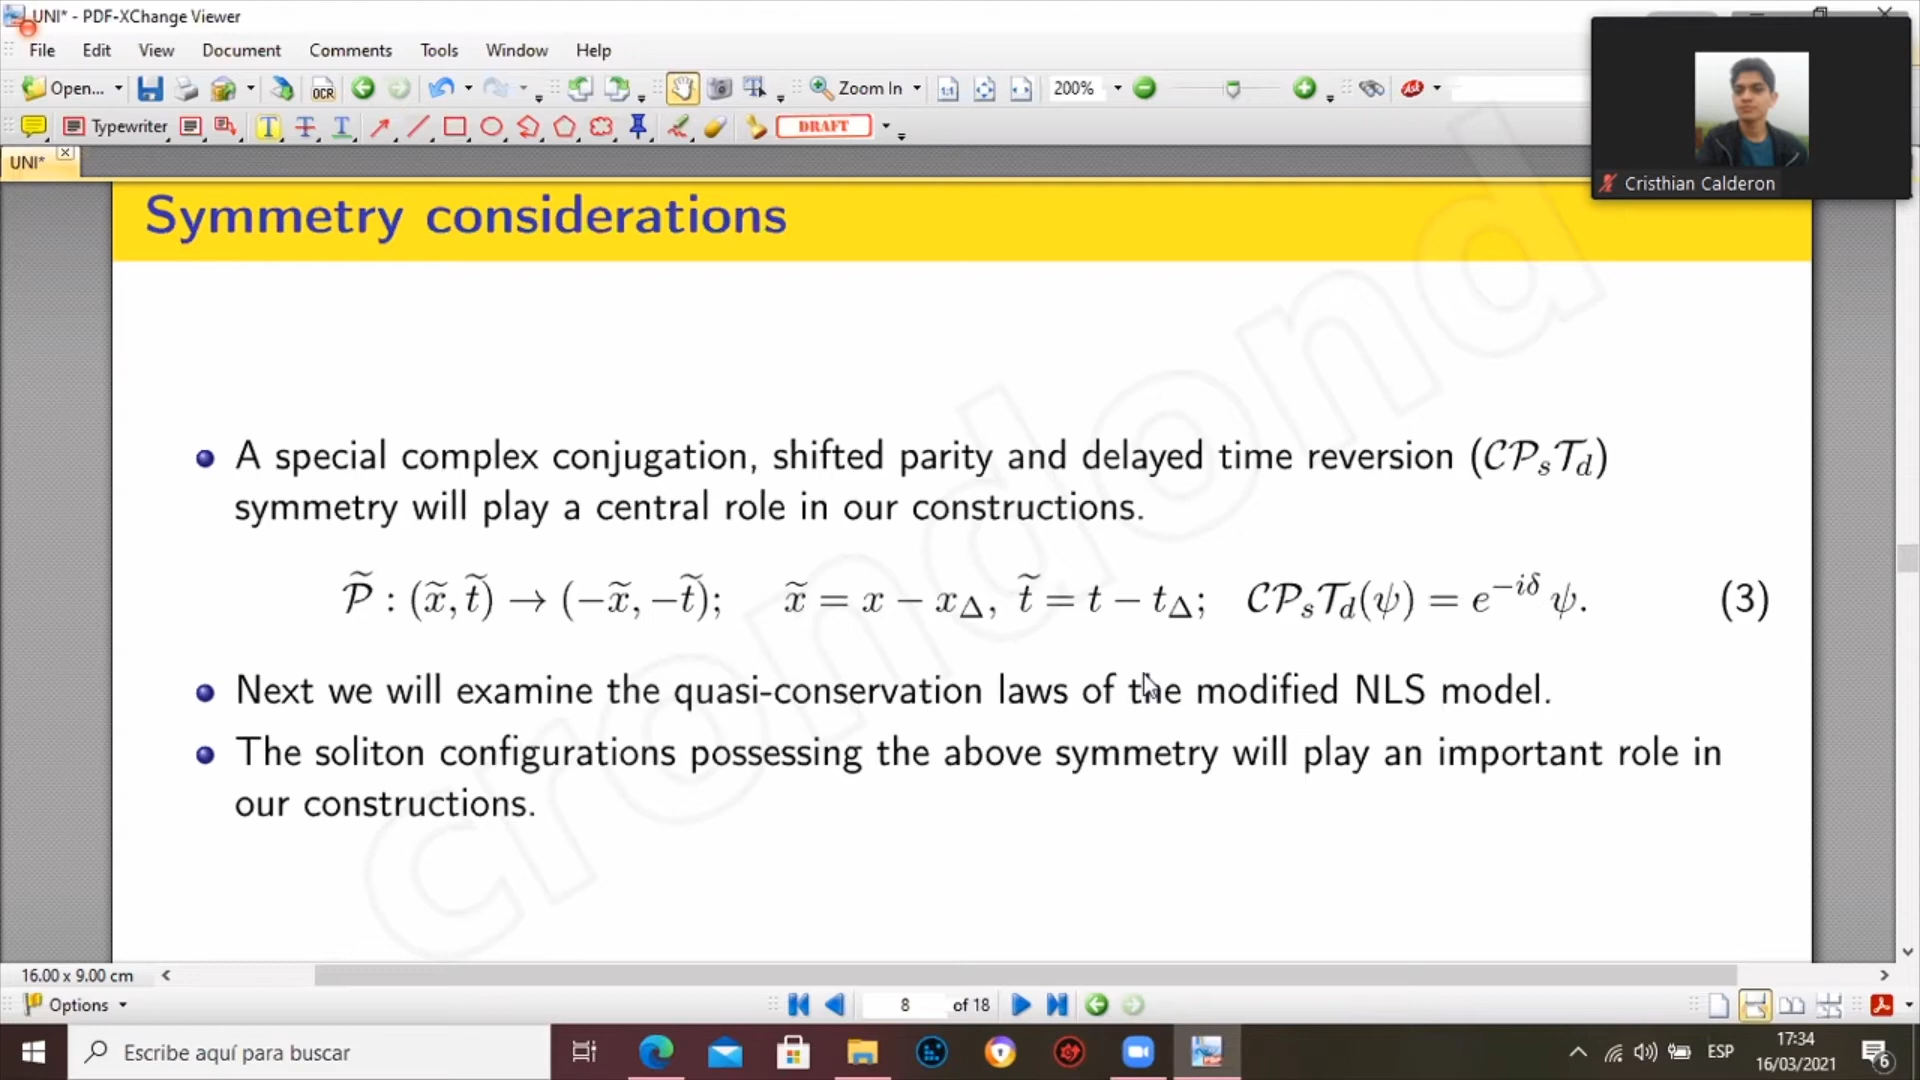 UNI* - PDF-XChange Viewer
File Edit View Document Comments Tools Window Help
Open... OCR Zoom In 200%
Typewriter DRAFT
UNI*
Cristhian Calderon
Symmetry considerations
A special complex conjugation, shifted parity and delayed time reversion (𝒞𝒫ₛ𝒯_d)
symmetry will play a central role in our constructions.
𝒫̃ : (x̃, t̃) → (−x̃, −t̃); x̃ = x − x_Δ, t̃ = t − t_Δ; 𝒞𝒫ₛ𝒯_d(ψ) = e^{−iδ} ψ. (3)
Next we will examine the quasi-conservation laws of the modified NLS model.
The soliton configurations possessing the above symmetry will play an important role in
our constructions.
crondond
16.00 x 9.00 cm
Options 8 of 18
Escribe aquí para buscar
ESP
17:34
16/03/2021
6